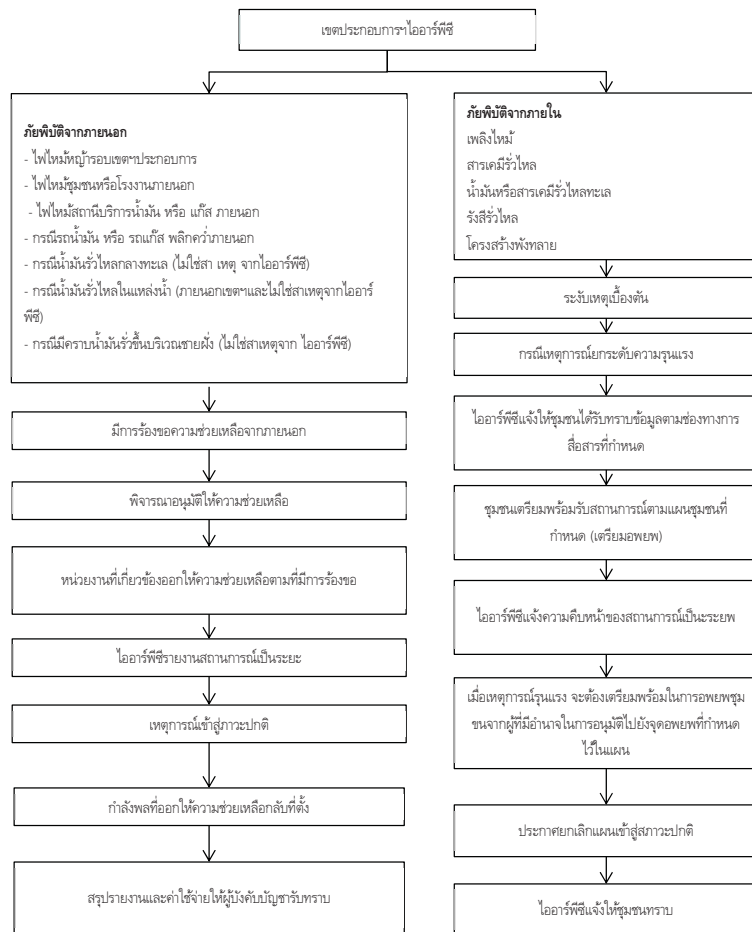 เขตประกอบการฯไออาร์พีซี
ภัยพิบัติจากภายนอก
- ไฟไหม้หญ้ารอบเขตฯประกอบการ
- ไฟไหม้ชุมชนหรือโรงงานภายนอก
- ไฟไหม้สถานีบริการน้ำมัน หรือ แก๊ส ภายนอก
- กรณีรถน้ำมัน หรือ รถแก๊ส พลิกคว่ำภายนอก
- กรณีน้ำมันรั่วไหลกลางทะเล (ไม่ใช่สา เหตุ จากไออาร์พีซี)
- กรณีน้ำมันรั่วไหลในแหล่งน้ำ (ภายนอกเขตฯและไม่ใช่สาเหตุจากไออาร์
พีซี)
- กรณีมีคราบน้ำมันรั่วขึ้นบริเวณชายฝั่ง (ไม่ใช่สาเหตุจาก ไออาร์พีซี)
มีการร้องขอความช่วยเหลือจากภายนอก
พิจารณาอนุมัติให้ความช่วยเหลือ
หน่วยงานที่เกี่ยวข้องออกให้ความช่วยเหลือตามที่มีการร้องขอ
ไออาร์พีซีรายงานสถานการณ์เป็นระยะ
เหตุการณ์เข้าสู่ภาวะปกติ
กำลังพลที่ออกให้ความช่วยเหลือกลับที่ตั้ง
สรุปรายงานและค่าใช้จ่ายให้ผู้บังคับบัญชารับทราบ
ภัยพิบัติจากภายใน
เพลิงไหม้
สารเคมีรั่วไหล
น้ำมันหรือสารเคมีรั่วไหลทะเล
รังสีรั่วไหล
โครงสร้างพังทลาย
ระงับเหตุเบื้องต้น
กรณีเหตุการณ์ยกระดับความรุนแรง
ไออาร์พีซีแจ้งให้ชุมชนได้รับทราบข้อมูลตามช่องทางการ
สื่อสารที่กำหนด
ชุมชนเตรียมพร้อมรับสถานการณ์ตามแผนชุมชนที่
กำหนด (เตรียมอพยพ)
ไออาร์พีซีแจ้งความคืบหน้าของสถานการณ์เป็นะระยพ
เมื่อเหตุการณ์รุนแรง จะต้องเตรียมพร้อมในการอพยพชุม
ชนจากผู้ที่มีอำนาจในการอนุมัติไปยังจุดอพยพที่กำหนด
ไว้ในแผน
ประกาศยกเลิกแผนเข้าสู่สภาวะปกติ
ไออาร์พีซีแจ้งให้ชุมชนทราบ